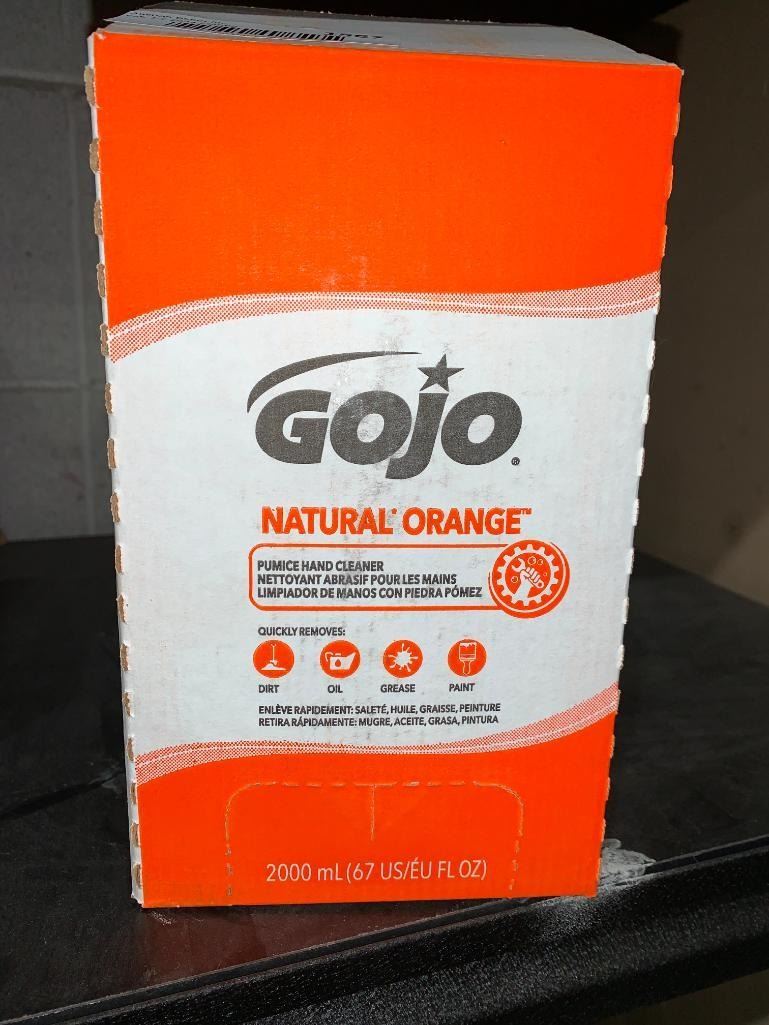 GOJO®
NATURAL* ORANGE™
PUMICE HAND CLEANER
NETTOYANT ABRASIF POUR LES MAINS
LIMPIADOR DE MANOS CON PIEDRA PÓMEZ
QUICKLY REMOVES:
DIRT OIL GREASE PAINT
ENLÈVE RAPIDEMENT: SALETÉ, HUILE, GRAISSE, PEINTURE
RETIRA RÁPIDAMENTE: MUGRE, ACEITE, GRASA, PINTURA
2000 mL (67 US/ÉU FL OZ)